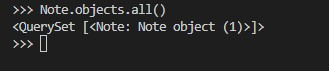 >>> Note.objects.all()
<QuerySet [<Note: Note object (1)>]>
>>>